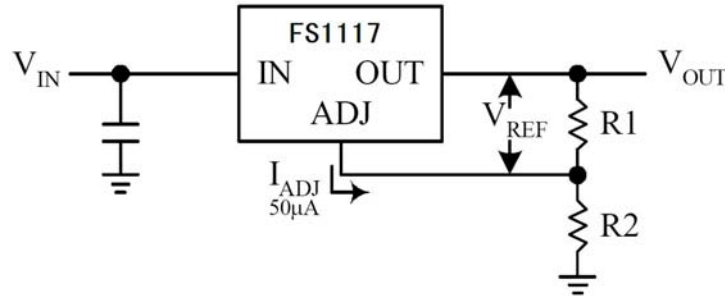 FS1117
V_IN
IN OUT
V_OUT
ADJ
V_REF
R1
I_ADJ
50μA
R2